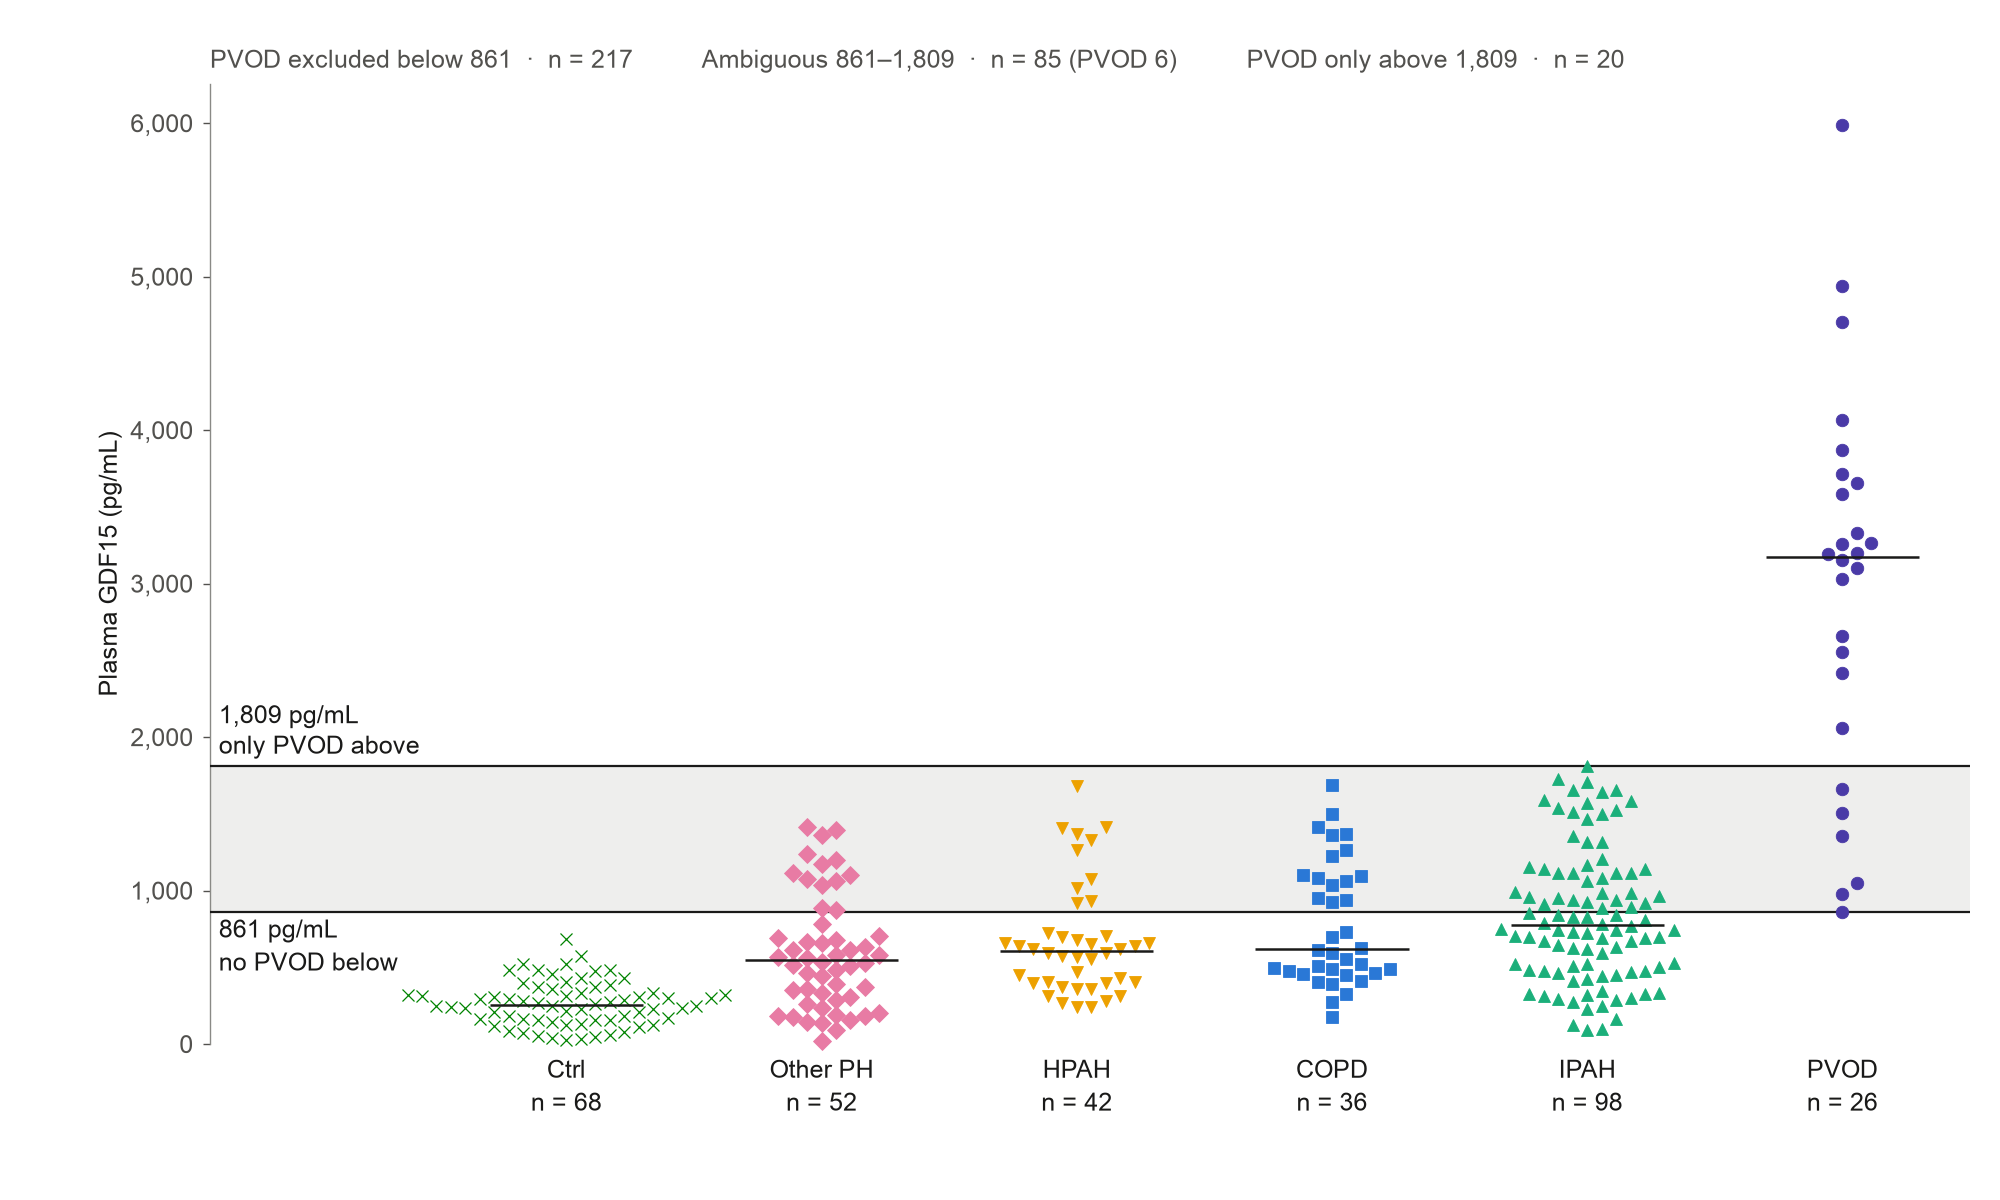 PVOD excluded below 861 · n = 217 Ambiguous 861–1,809 · n = 85 (PVOD 6) PVOD only above 1,809 · n = 20
6,000
5,000
4,000
3,000
2,000
1,000
0
Plasma GDF15 (pg/mL)
1,809 pg/mL
only PVOD above
861 pg/mL
no PVOD below
Ctrl
n = 68
Other PH
n = 52
HPAH
n = 42
COPD
n = 36
IPAH
n = 98
PVOD
n = 26